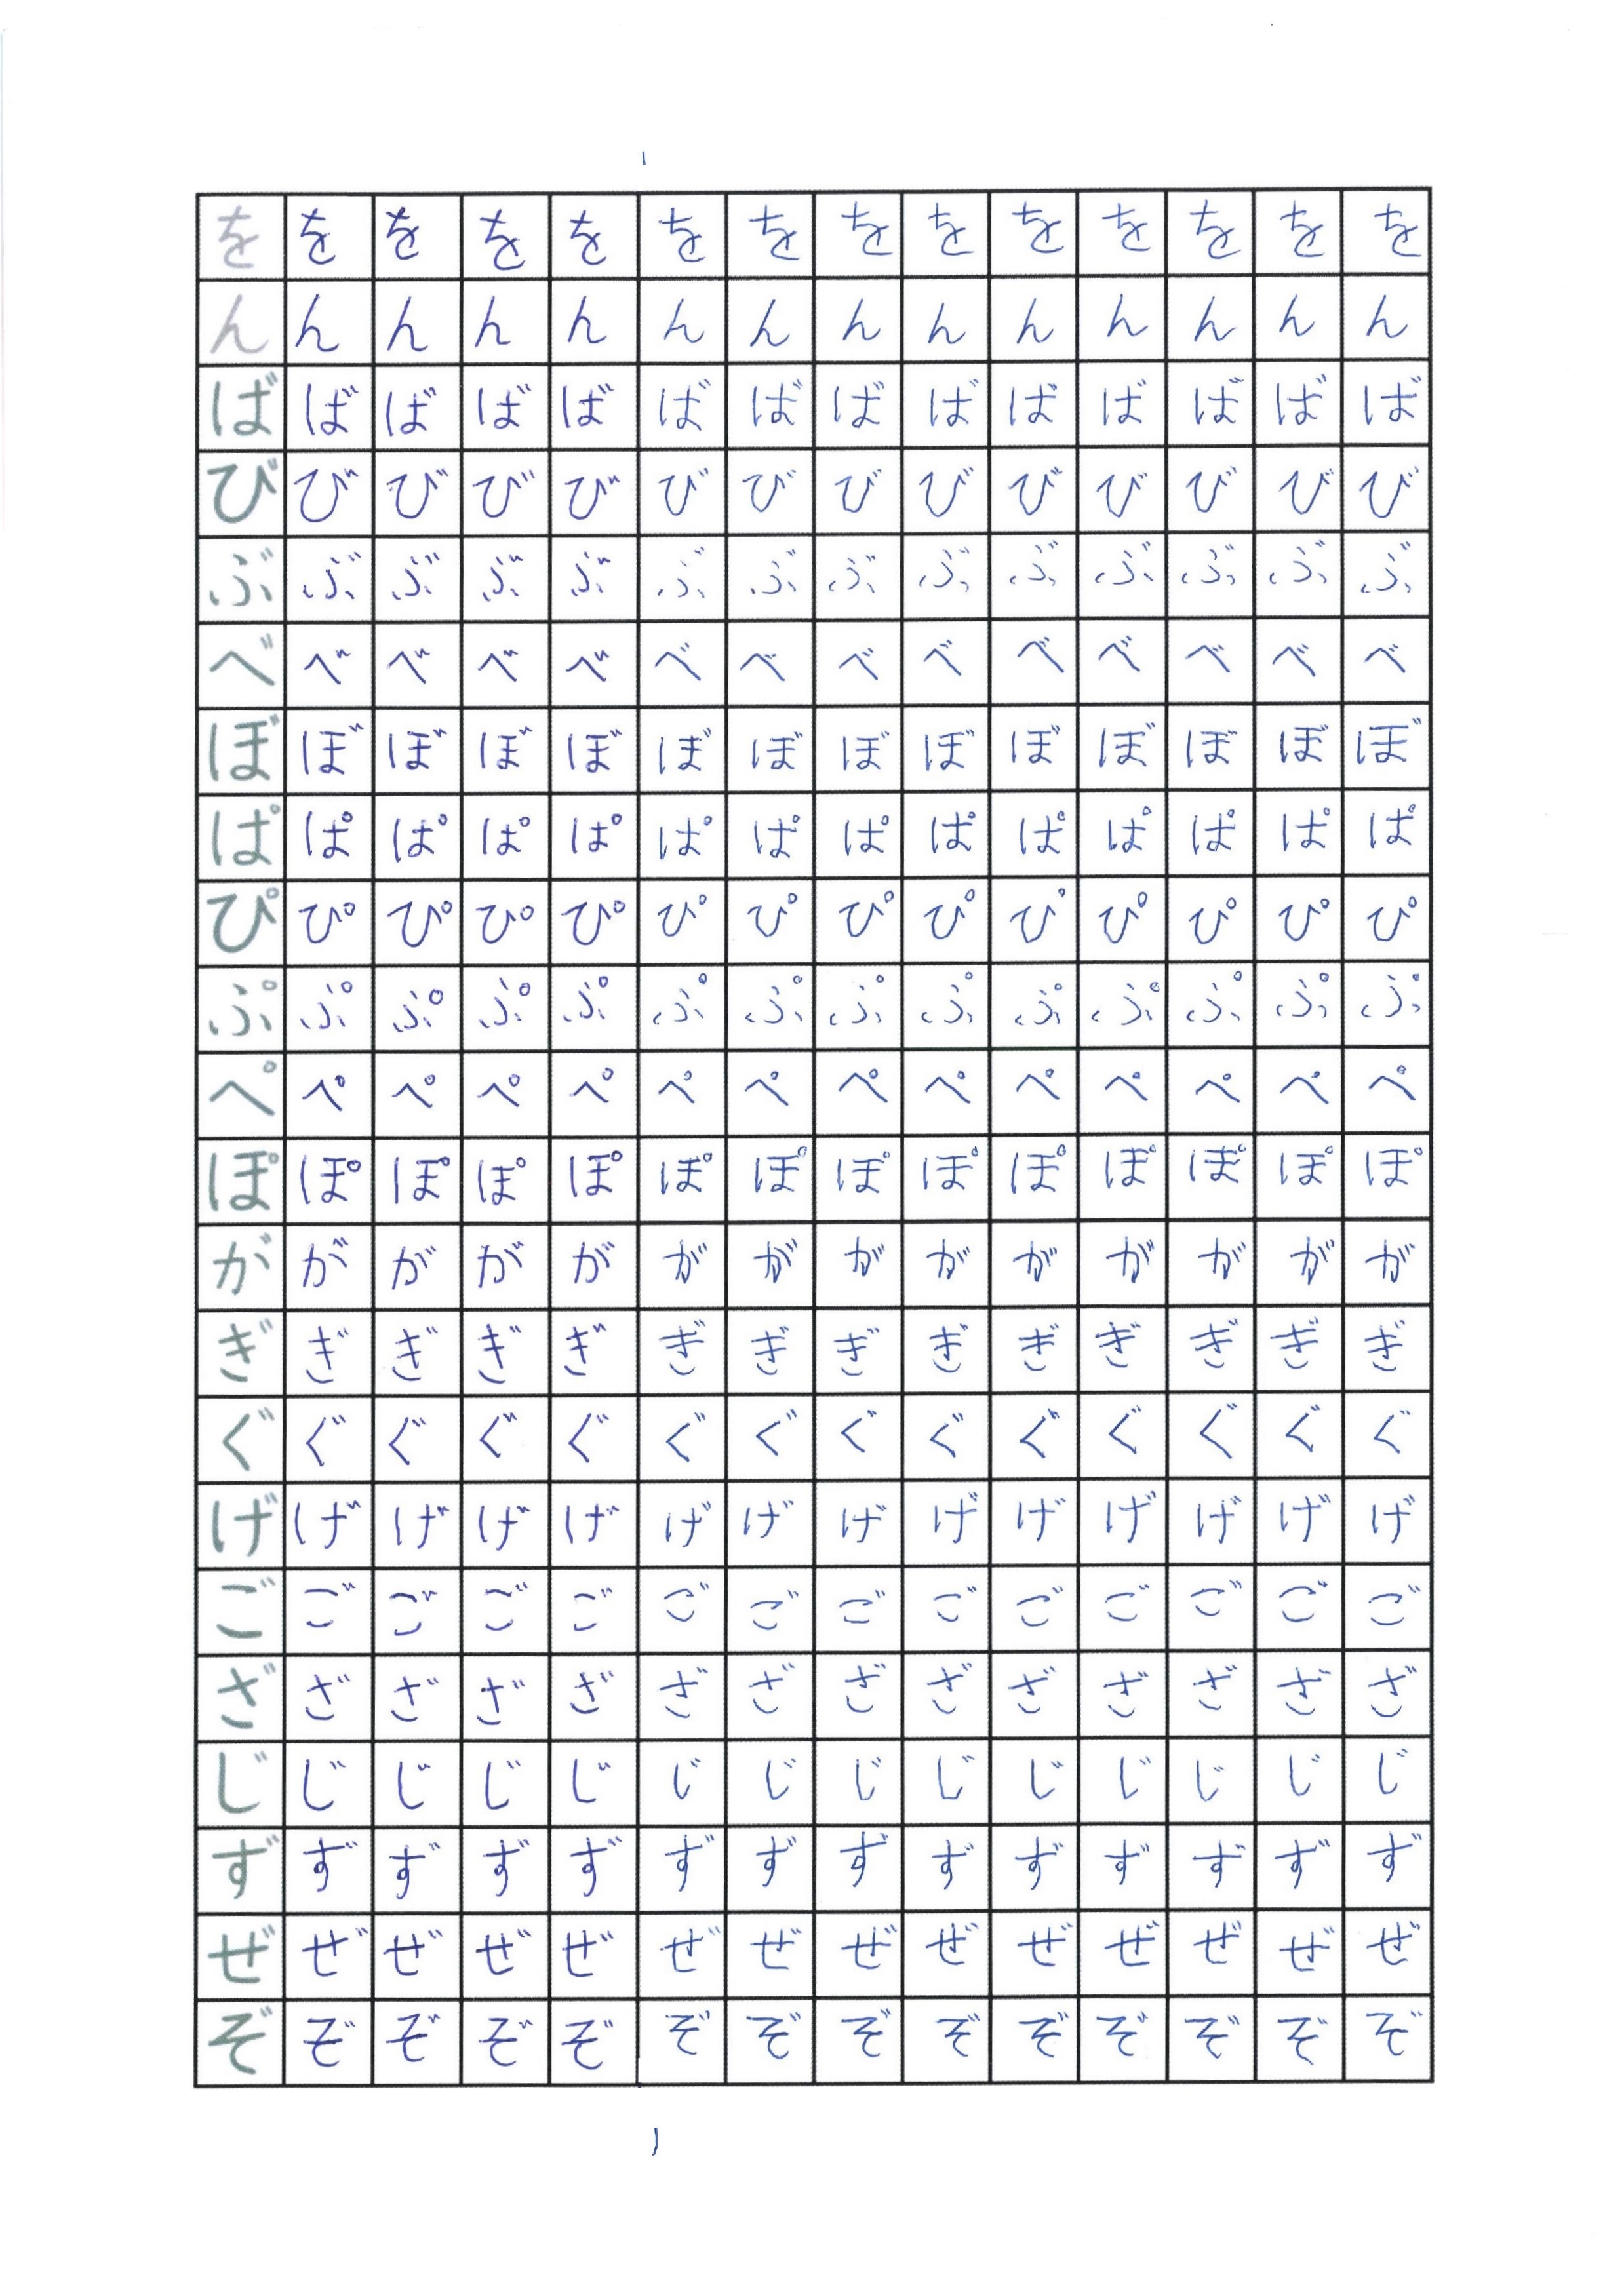 を を を を を を を を を を を を を を
ん ん ん ん ん ん ん ん ん ん ん ん ん ん
ば ば ば ば ば ば ば ば ば ば ば ば ば ば
び び び び び び び び び び び び び び
ぶ ぶ ぶ ぶ ぶ ぶ ぶ ぶ ぶ ぶ ぶ ぶ ぶ ぶ
べ べ べ べ べ べ べ べ べ べ べ べ べ べ
ぼ ぼ ぼ ぼ ぼ ぼ ぼ ぼ ぼ ぼ ぼ ぼ ぼ ぼ
ぱ ぱ ぱ ぱ ぱ ぱ ぱ ぱ ぱ ぱ ぱ ぱ ぱ ぱ
ぴ ぴ ぴ ぴ ぴ ぴ ぴ ぴ ぴ ぴ ぴ ぴ ぴ ぴ
ぷ ぷ ぷ ぷ ぷ ぷ ぷ ぷ ぷ ぷ ぷ ぷ ぷ ぷ
ぺ ぺ ぺ ぺ ぺ ぺ ぺ ぺ ぺ ぺ ぺ ぺ ぺ ぺ
ぽ ぽ ぽ ぽ ぽ ぽ ぽ ぽ ぽ ぽ ぽ ぽ ぽ ぽ
が が が が が が が が が が が が が が
ぎ ぎ ぎ ぎ ぎ ぎ ぎ ぎ ぎ ぎ ぎ ぎ ぎ ぎ
ぐ ぐ ぐ ぐ ぐ ぐ ぐ ぐ ぐ ぐ ぐ ぐ ぐ ぐ
げ げ げ げ げ げ げ げ げ げ げ げ げ げ
ご ご ご ご ご ご ご ご ご ご ご ご ご ご
ざ ざ ざ ざ ざ ざ ざ ざ ざ ざ ざ ざ ざ ざ
じ じ じ じ じ じ じ じ じ じ じ じ じ じ
ず ず ず ず ず ず ず ず ず ず ず ず ず ず
ぜ ぜ ぜ ぜ ぜ ぜ ぜ ぜ ぜ ぜ ぜ ぜ ぜ ぜ
ぞ ぞ ぞ ぞ ぞ ぞ ぞ ぞ ぞ ぞ ぞ ぞ ぞ ぞ